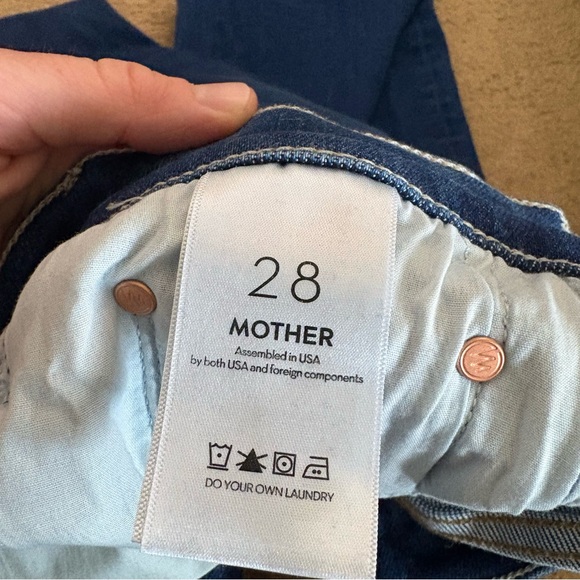 28
MOTHER
Assembled in USA
by both USA and foreign components
DO YOUR OWN LAUNDRY